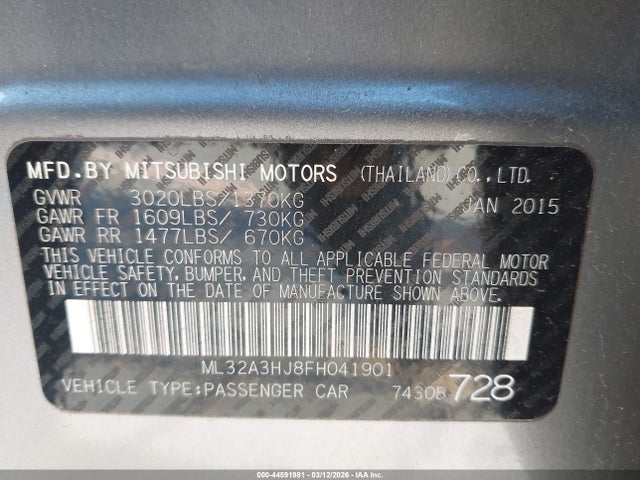 MFD.BY MITSUBISHI MOTORS (THAILAND) CO.,LTD.
GVWR 3020LBS/1370KG JAN 2015
GAWR FR 1609LBS/ 730KG
GAWR RR 1477LBS/ 670KG
THIS VEHICLE CONFORMS TO ALL APPLICABLE FEDERAL MOTOR
VEHICLE SAFETY, BUMPER, AND THEFT PREVENTION STANDARDS
IN EFFECT ON THE DATE OF MANUFACTURE SHOWN ABOVE.
ML32A3HJ8FH041901
VEHICLE TYPE:PASSENGER CAR 7430B 728
000-44591981 - 03/12/2026 - IAAI.COM